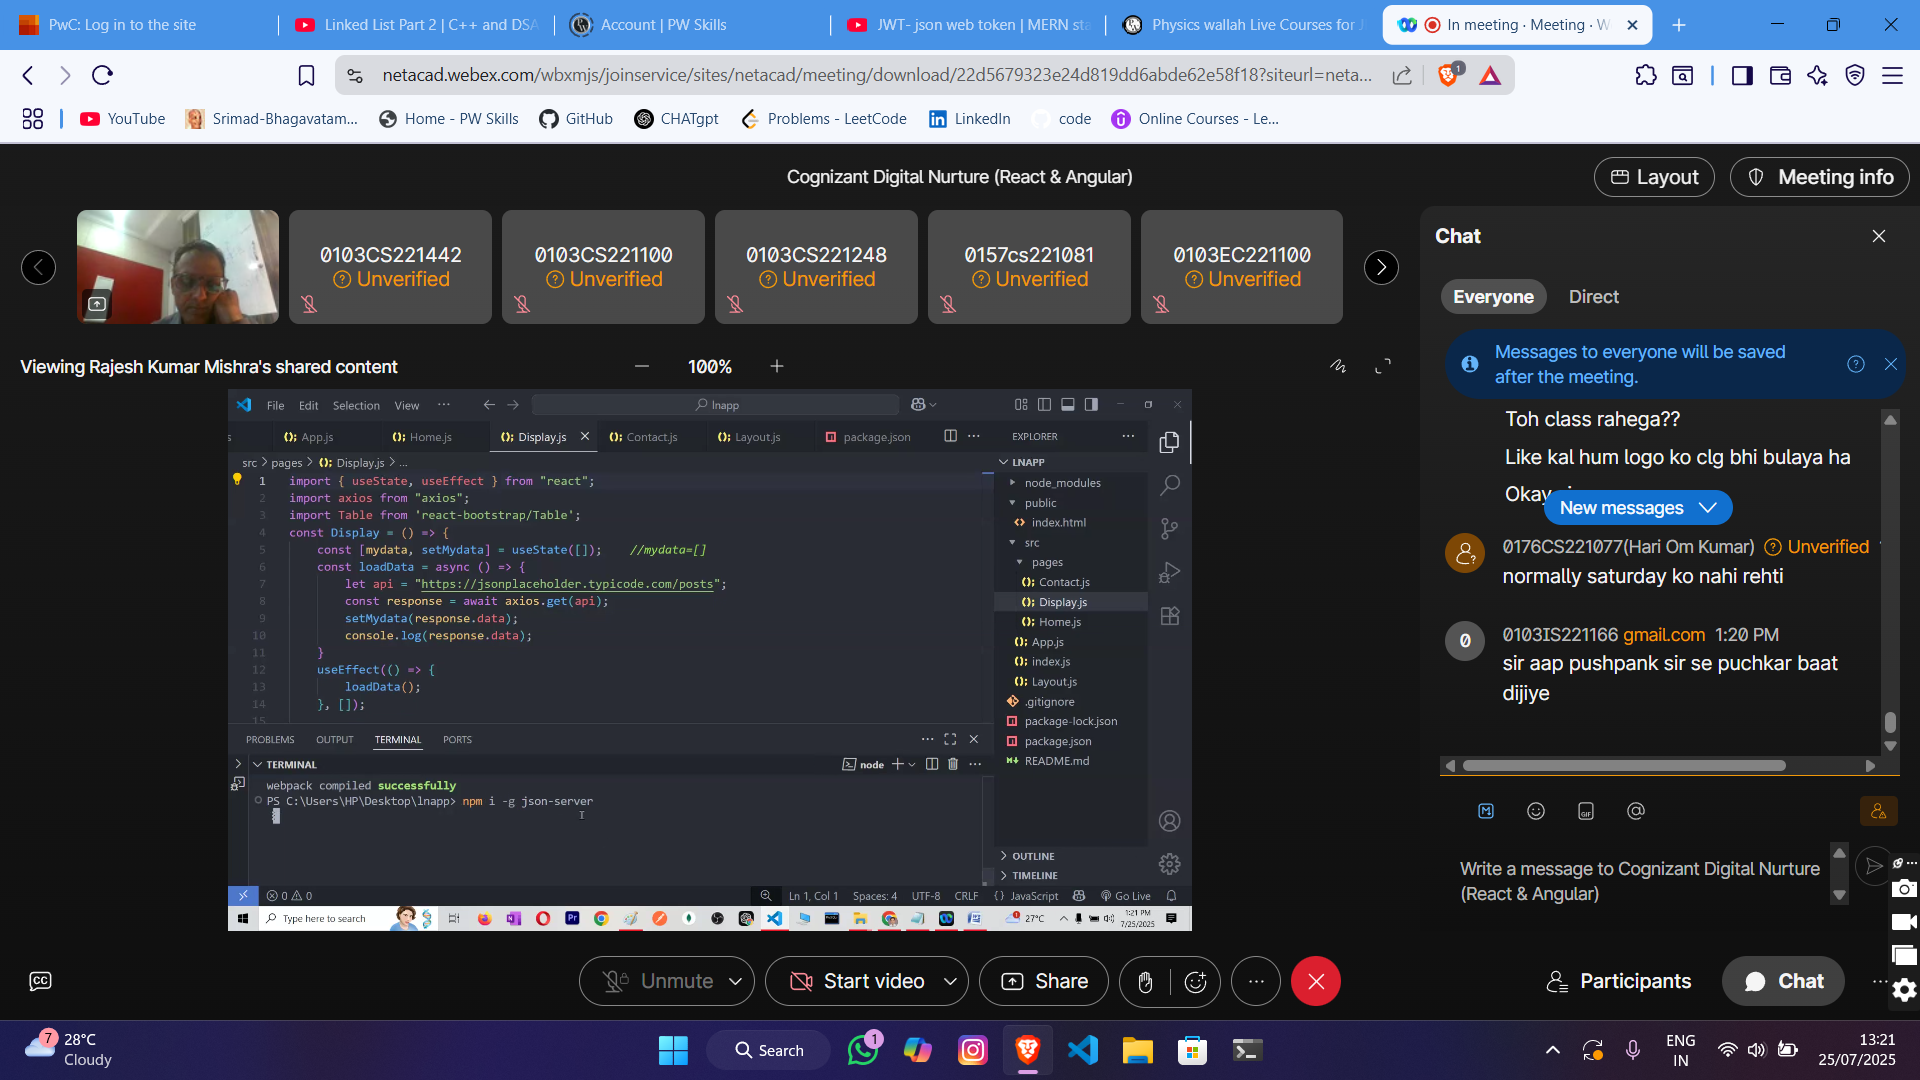 PwC: Log in to the site
Linked List Part 2 | C++ and DSA
Account | PW Skills
JWT- json web token | MERN sta
Physics wallah Live Courses for J
In meeting · Meeting · W
netacad.webex.com/wbxmjs/joinservice/sites/netacad/meeting/download/22d5679323e24d819dd6abde62e58f18?siteurl=neta...
1
YouTube
Srimad-Bhagavatam...
Home - PW Skills
GitHub
CHATgpt
Problems - LeetCode
LinkedIn
code
Online Courses - Le...
Cognizant Digital Nurture (React & Angular)
Layout
Meeting info
0103CS221442
Unverified
0103CS221100
Unverified
0103CS221248
Unverified
0157cs221081
Unverified
0103EC221100
Unverified
Viewing Rajesh Kumar Mishra's shared content
100%
File Edit Selection View ...
lnapp
App.js
Home.js
Display.js
Contact.js
Layout.js
package.json
src > pages > Display.js > ...
1 import { useState, useEffect } from "react";
2 import axios from "axios";
3 import Table from 'react-bootstrap/Table';
4 const Display = () => {
5 const [mydata, setMydata] = useState([]); //mydata=[]
6 const loadData = async () => {
7 let api = "https://jsonplaceholder.typicode.com/posts";
8 const response = await axios.get(api);
9 setMydata(response.data);
10 console.log(response.data);
11 }
12 useEffect(() => {
13 loadData();
14 }, []);
15
EXPLORER
LNAPP
node_modules
public
index.html
src
pages
Contact.js
Display.js
Home.js
App.js
index.js
Layout.js
.gitignore
package-lock.json
package.json
README.md
OUTLINE
TIMELINE
PROBLEMS OUTPUT TERMINAL PORTS
TERMINAL
node
webpack compiled successfully
PS C:\Users\HP\Desktop\lnapp> npm i -g json-server
0 0
Ln 1, Col 1 Spaces: 4 UTF-8 CRLF {} JavaScript Go Live
Type here to search
27°C
1:21 PM
7/25/2025
Chat
Everyone
Direct
Messages to everyone will be saved
after the meeting.
Toh class rahega??
Like kal hum logo ko clg bhi bulaya ha
Okay
New messages
0176CS221077(Hari Om Kumar) Unverified
normally saturday ko nahi rehti
0
0103IS221166 gmail.com 1:20 PM
sir aap pushpank sir se puchkar baat
dijiye
GIF
Write a message to Cognizant Digital Nurture
(React & Angular)
CC
Unmute
Start video
Share
Participants
Chat
7
28°C
Cloudy
Search
1
ENG
IN
13:21
25/07/2025